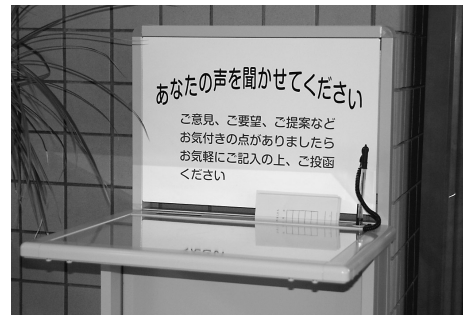 あなたの声を聞かせてください
ご意見、ご要望、ご提案など
お気付きの点がありましたら
お気軽にご記入の上、ご投函
ください